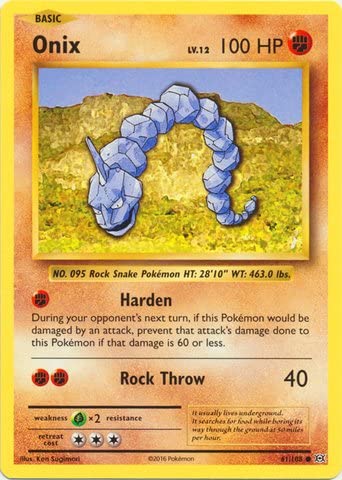 BASIC
Onix LV.12 100 HP
NO. 095 Rock Snake Pokémon HT: 28'10" WT: 463.0 lbs.
Harden
During your opponent's next turn, if this Pokémon would be
damaged by an attack, prevent that attack's damage done to
this Pokémon if that damage is 60 or less.
Rock Throw 40
weakness ×2 resistance
retreat
cost
It usually lives underground.
It searches for food while boring its
way through the ground at 50 miles
per hour.
Illus. Ken Sugimori ©2016 Pokémon 61/108